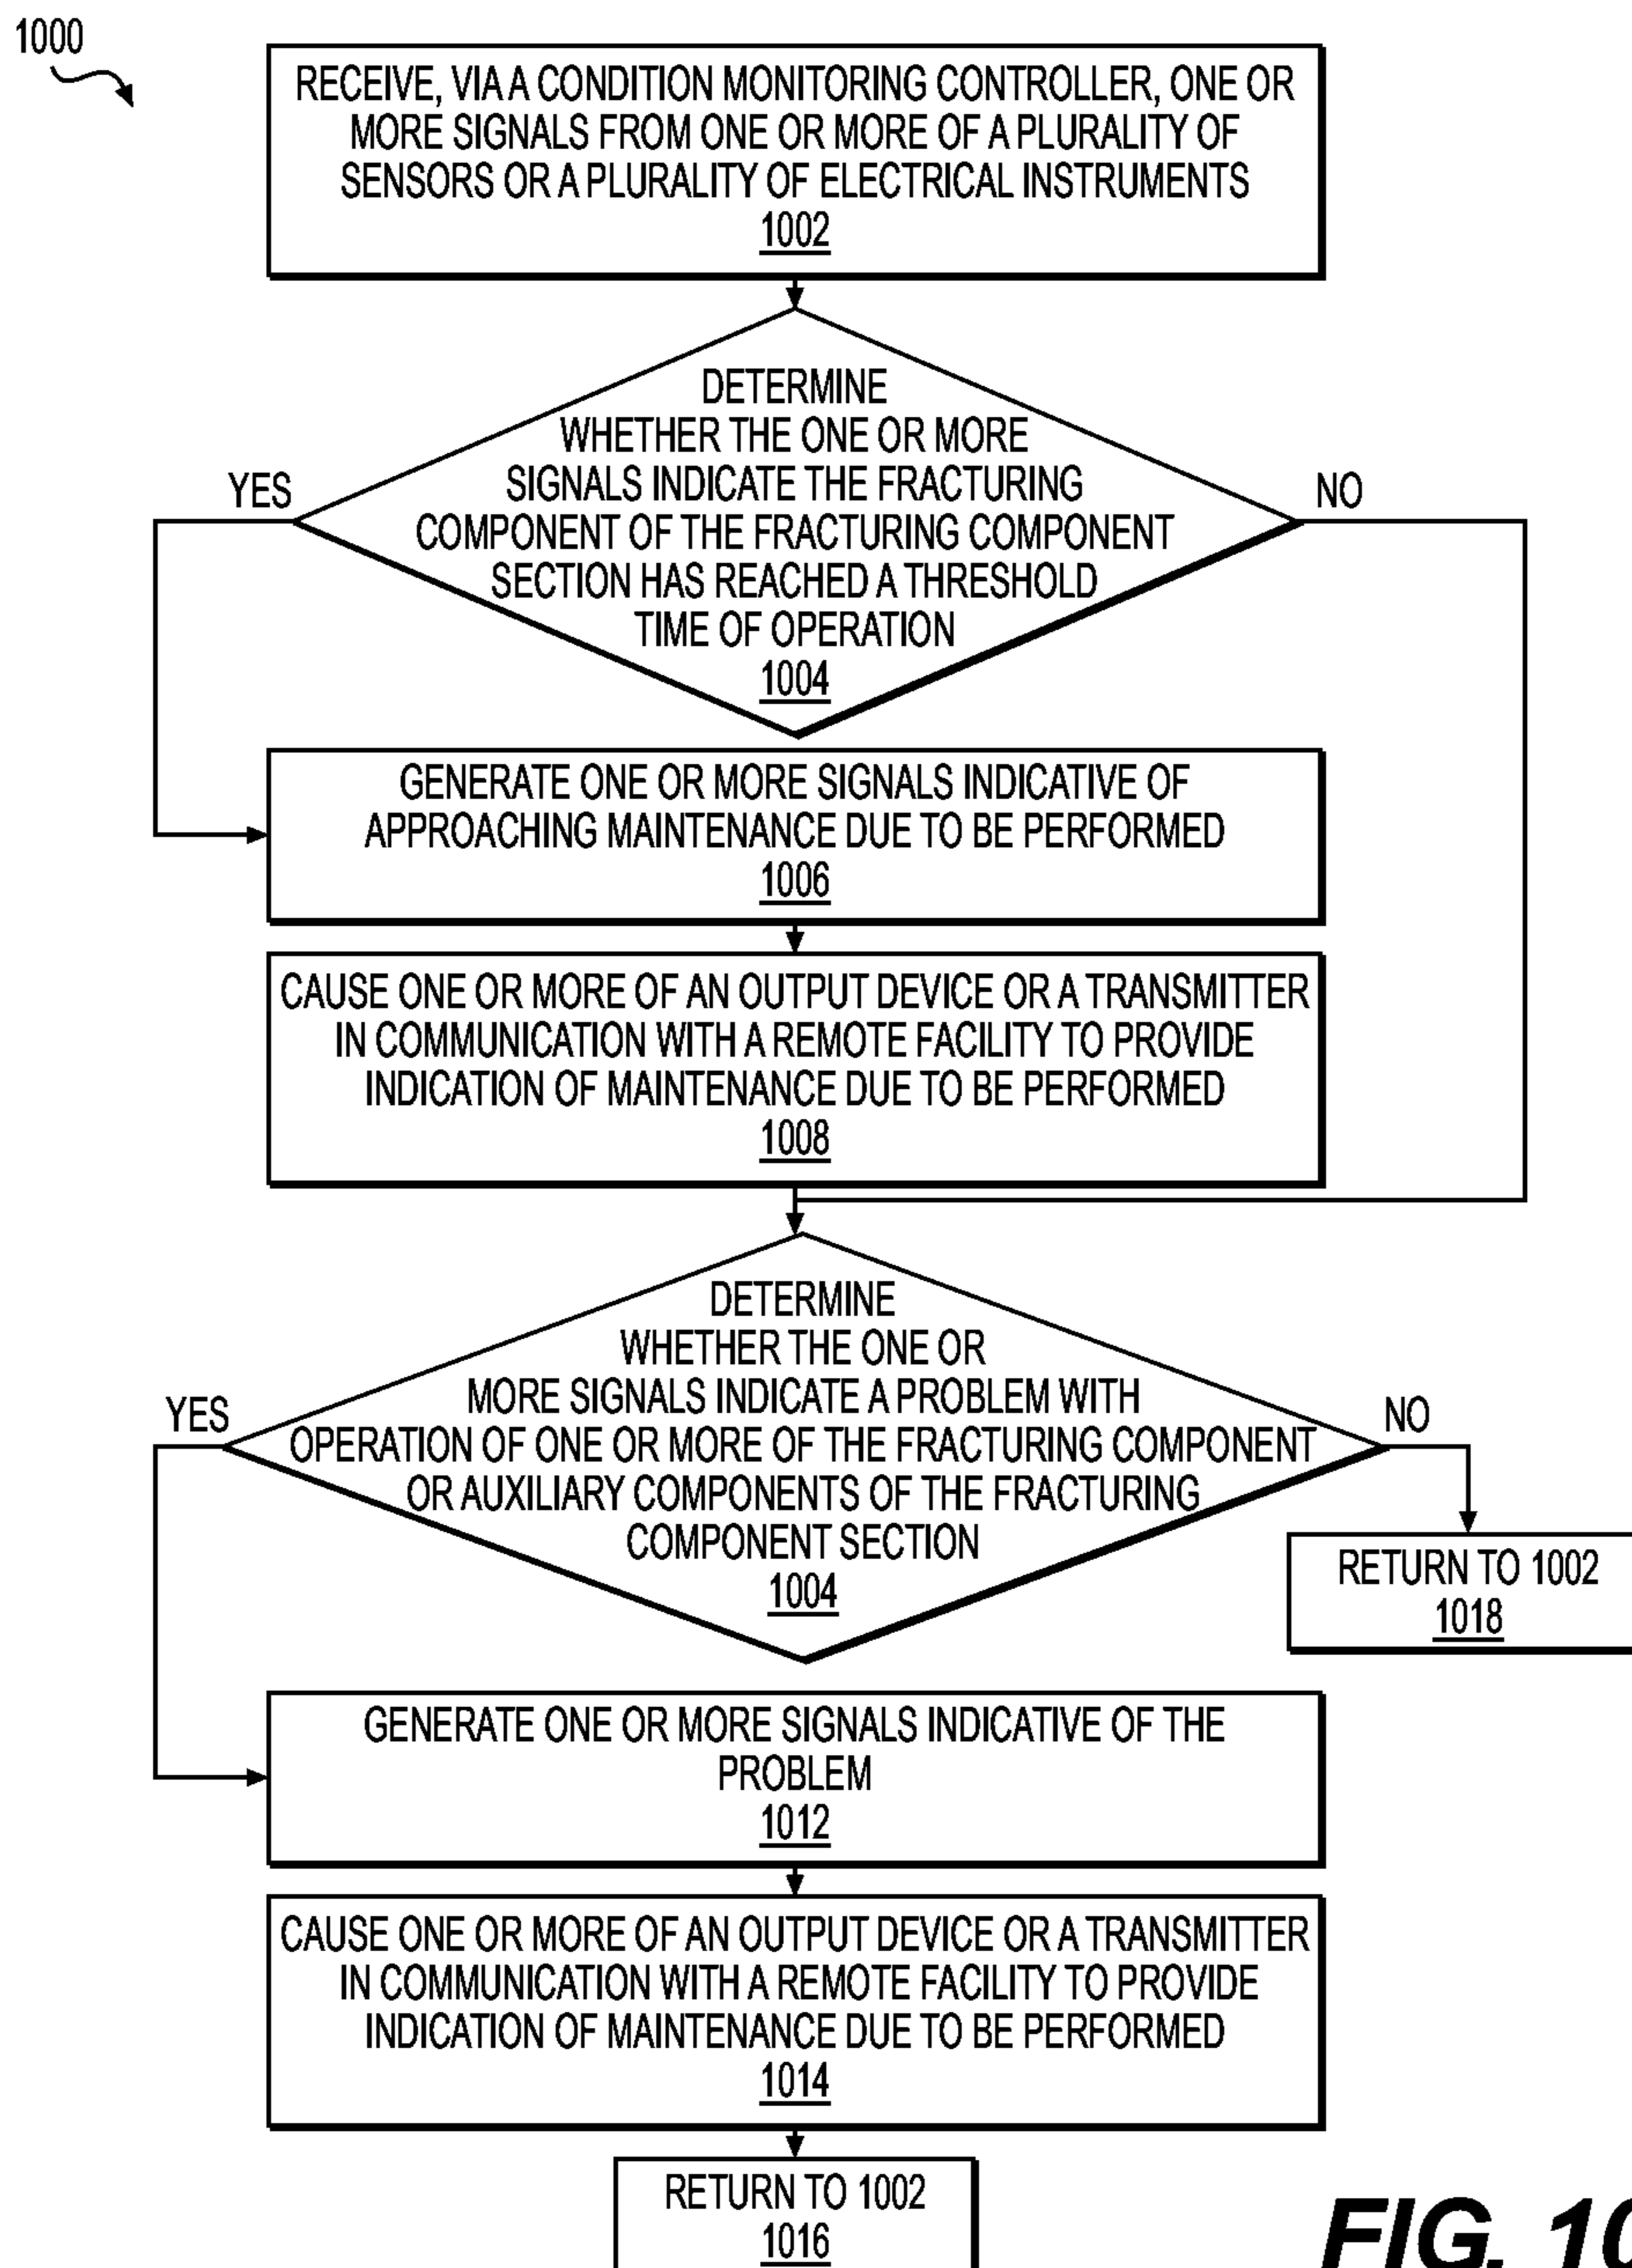 1000
RECEIVE, VIA A CONDITION MONITORING CONTROLLER, ONE OR
MORE SIGNALS FROM ONE OR MORE OF A PLURALITY OF
SENSORS OR A PLURALITY OF ELECTRICAL INSTRUMENTS
1002
DETERMINE
WHETHER THE ONE OR MORE
SIGNALS INDICATE THE FRACTURING
COMPONENT OF THE FRACTURING COMPONENT
SECTION HAS REACHED A THRESHOLD
TIME OF OPERATION
1004
YES
NO
GENERATE ONE OR MORE SIGNALS INDICATIVE OF
APPROACHING MAINTENANCE DUE TO BE PERFORMED
1006
CAUSE ONE OR MORE OF AN OUTPUT DEVICE OR A TRANSMITTER
IN COMMUNICATION WITH A REMOTE FACILITY TO PROVIDE
INDICATION OF MAINTENANCE DUE TO BE PERFORMED
1008
DETERMINE
WHETHER THE ONE OR
MORE SIGNALS INDICATE A PROBLEM WITH
OPERATION OF ONE OR MORE OF THE FRACTURING COMPONENT
OR AUXILIARY COMPONENTS OF THE FRACTURING
COMPONENT SECTION
1004
YES
NO
RETURN TO 1002
1018
GENERATE ONE OR MORE SIGNALS INDICATIVE OF THE
PROBLEM
1012
CAUSE ONE OR MORE OF AN OUTPUT DEVICE OR A TRANSMITTER
IN COMMUNICATION WITH A REMOTE FACILITY TO PROVIDE
INDICATION OF MAINTENANCE DUE TO BE PERFORMED
1014
RETURN TO 1002
1016
FIG. 10